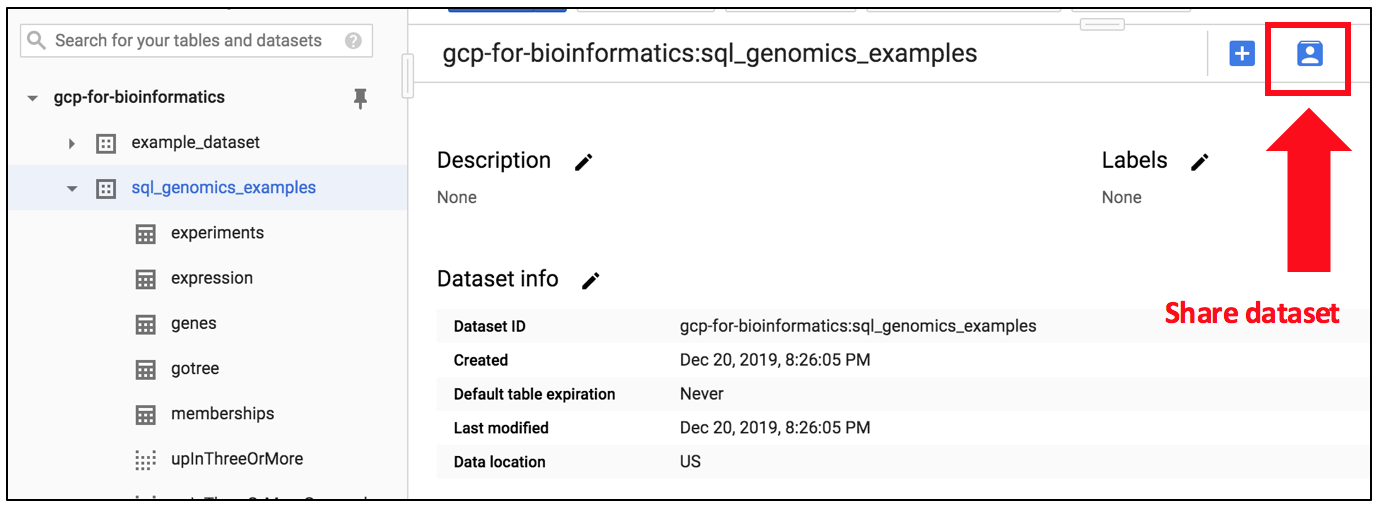 Search for your tables and datasets
gcp-for-bioinformatics
example_dataset
sql_genomics_examples
experiments
expression
genes
gotree
memberships
upInThreeOrMore
gcp-for-bioinformatics:sql_genomics_examples
Description
None
Labels
None
Dataset info
Dataset ID gcp-for-bioinformatics:sql_genomics_examples
Created Dec 20, 2019, 8:26:05 PM
Default table expiration Never
Last modified Dec 20, 2019, 8:26:05 PM
Data location US
Share dataset